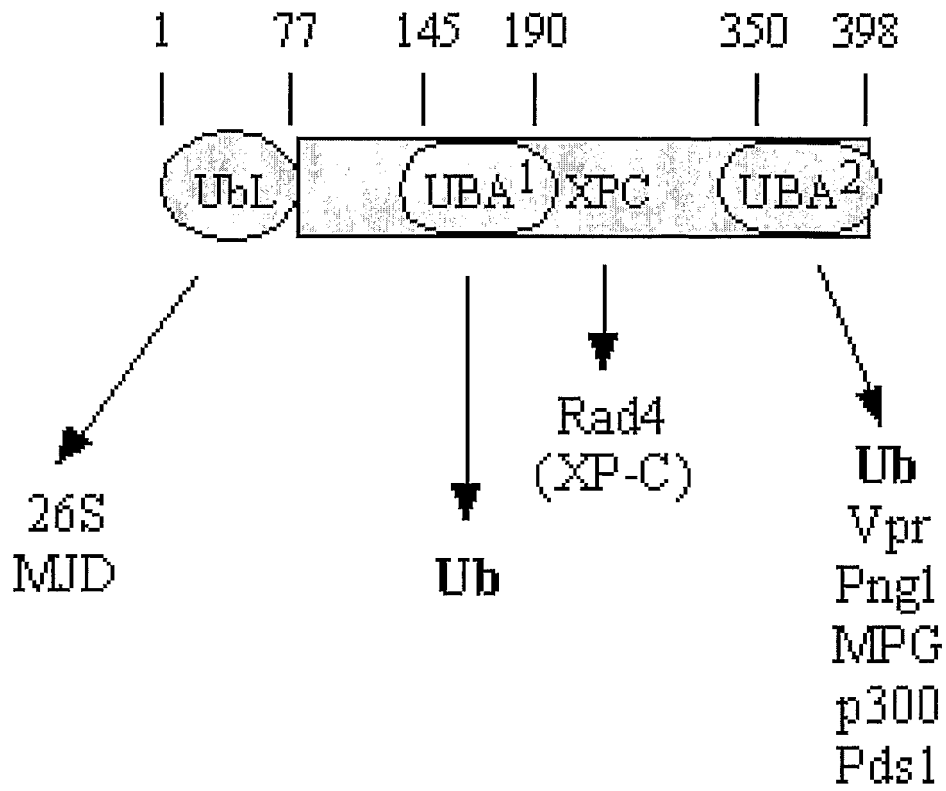 1 77 145 190 350 398
UbL UBA1 XPC UBA2
Rad4
(XP-C)
26S
MJD
Ub
Ub
Vpr
Png1
MPG
p300
Pds1